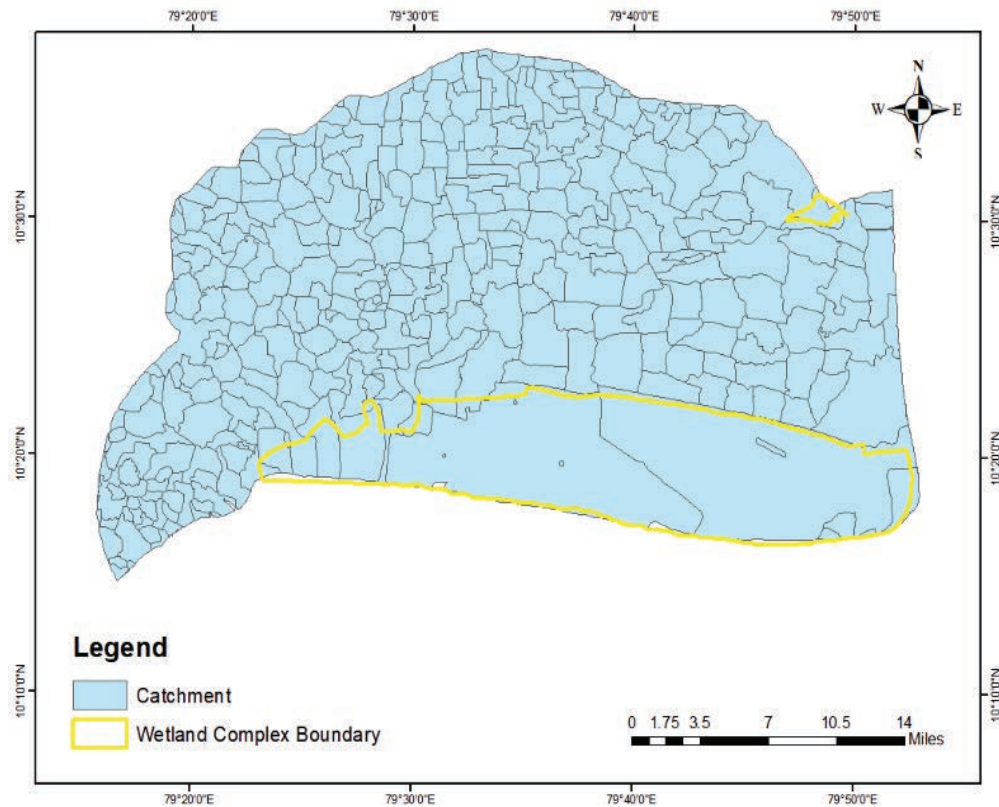 79°20'0"E 79°30'0"E 79°40'0"E 79°50'0"E
N
W E
S
10°30'0"N 10°30'0"N
10°20'0"N 10°20'0"N
10°10'0"N 10°10'0"N
Legend
Catchment
Wetland Complex Boundary
0 1.75 3.5 7 10.5 14
Miles
79°20'0"E 79°30'0"E 79°40'0"E 79°50'0"E